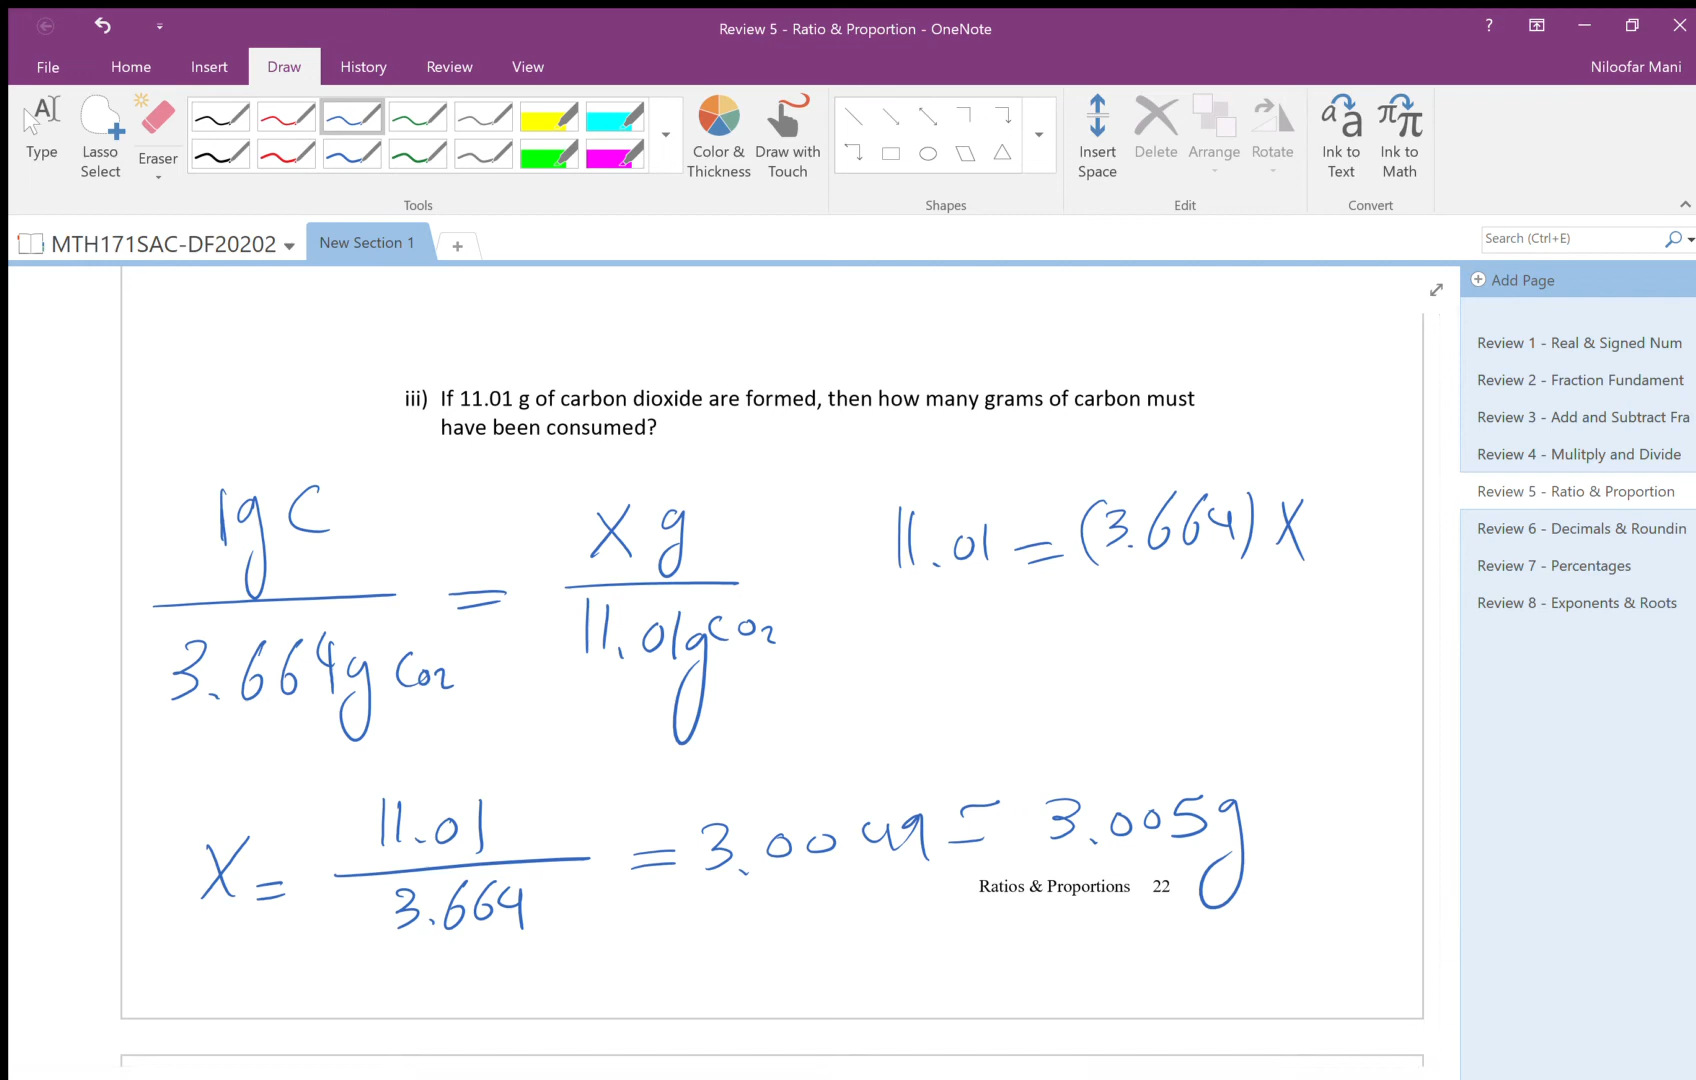 Review 5 - Ratio & Proportion - OneNote
?
File Home Insert Draw History Review View
Niloofar Mani
Type
Lasso Select
Eraser
Color & Thickness
Draw with Touch
Insert Space
Delete
Arrange
Rotate
Ink to Text
Ink to Math
Tools
Shapes
Edit
Convert
MTH171SAC-DF20202
New Section 1
+
Search (Ctrl+E)
Add Page
Review 1 - Real & Signed Num
Review 2 - Fraction Fundament
Review 3 - Add and Subtract Fra
Review 4 - Mulitply and Divide
Review 5 - Ratio & Proportion
Review 6 - Decimals & Roundin
Review 7 - Percentages
Review 8 - Exponents & Roots
iii) If 11.01 g of carbon dioxide are formed, then how many grams of carbon must
have been consumed?
1g C / 3.664g CO2 = X g / 11.01g CO2
11.01 = (3.664) X
X = 11.01 / 3.664 = 3.0049 = 3.005g
Ratios & Proportions 22